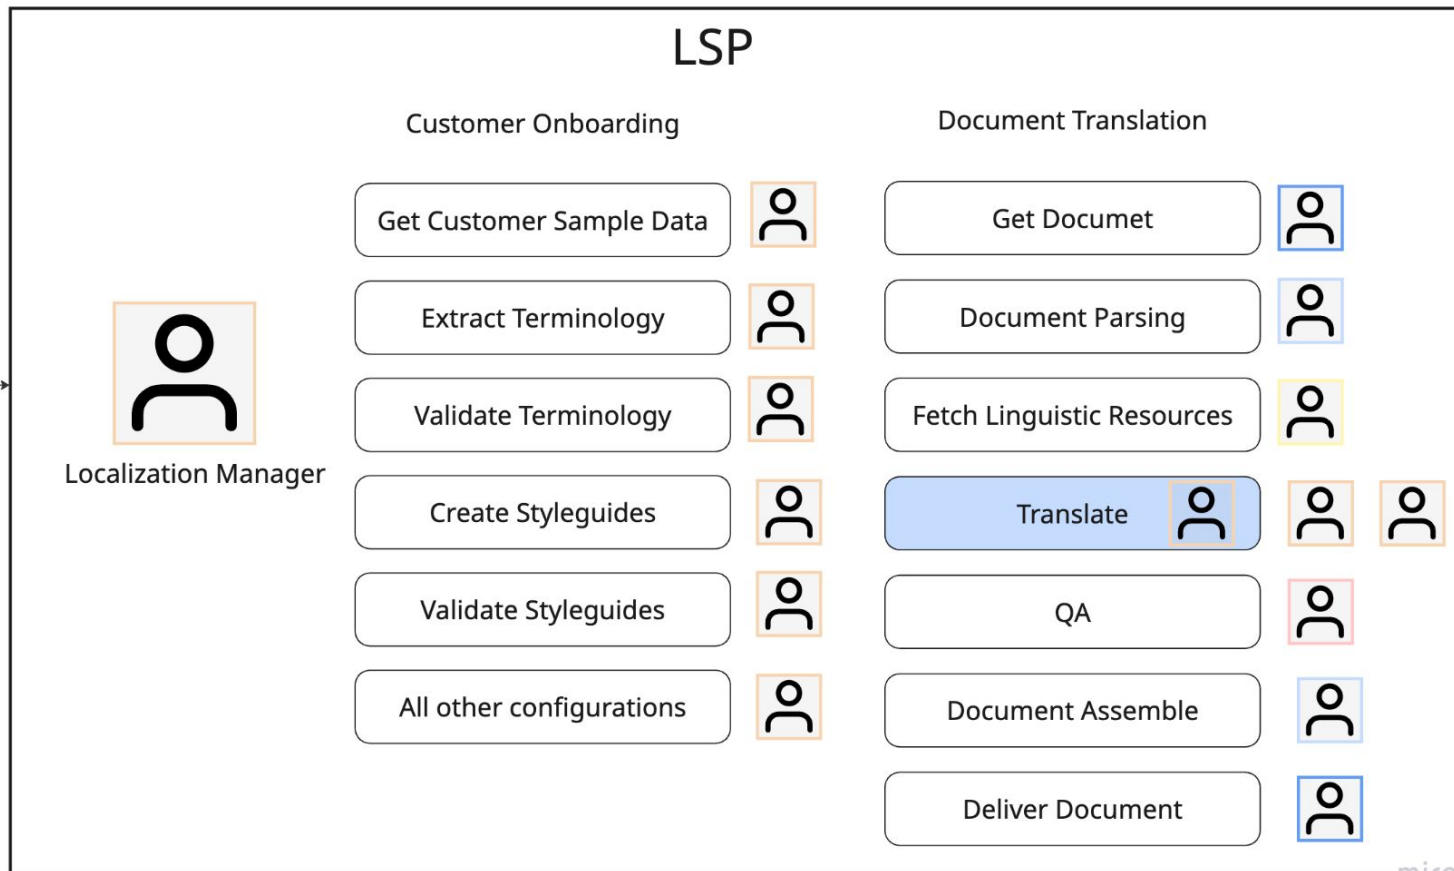 LSP
Customer Onboarding
Document Translation
Get Customer Sample Data
Get Documet
Extract Terminology
Document Parsing
Validate Terminology
Fetch Linguistic Resources
Localization Manager
Create Styleguides
Translate
Validate Styleguides
QA
All other configurations
Document Assemble
Deliver Document